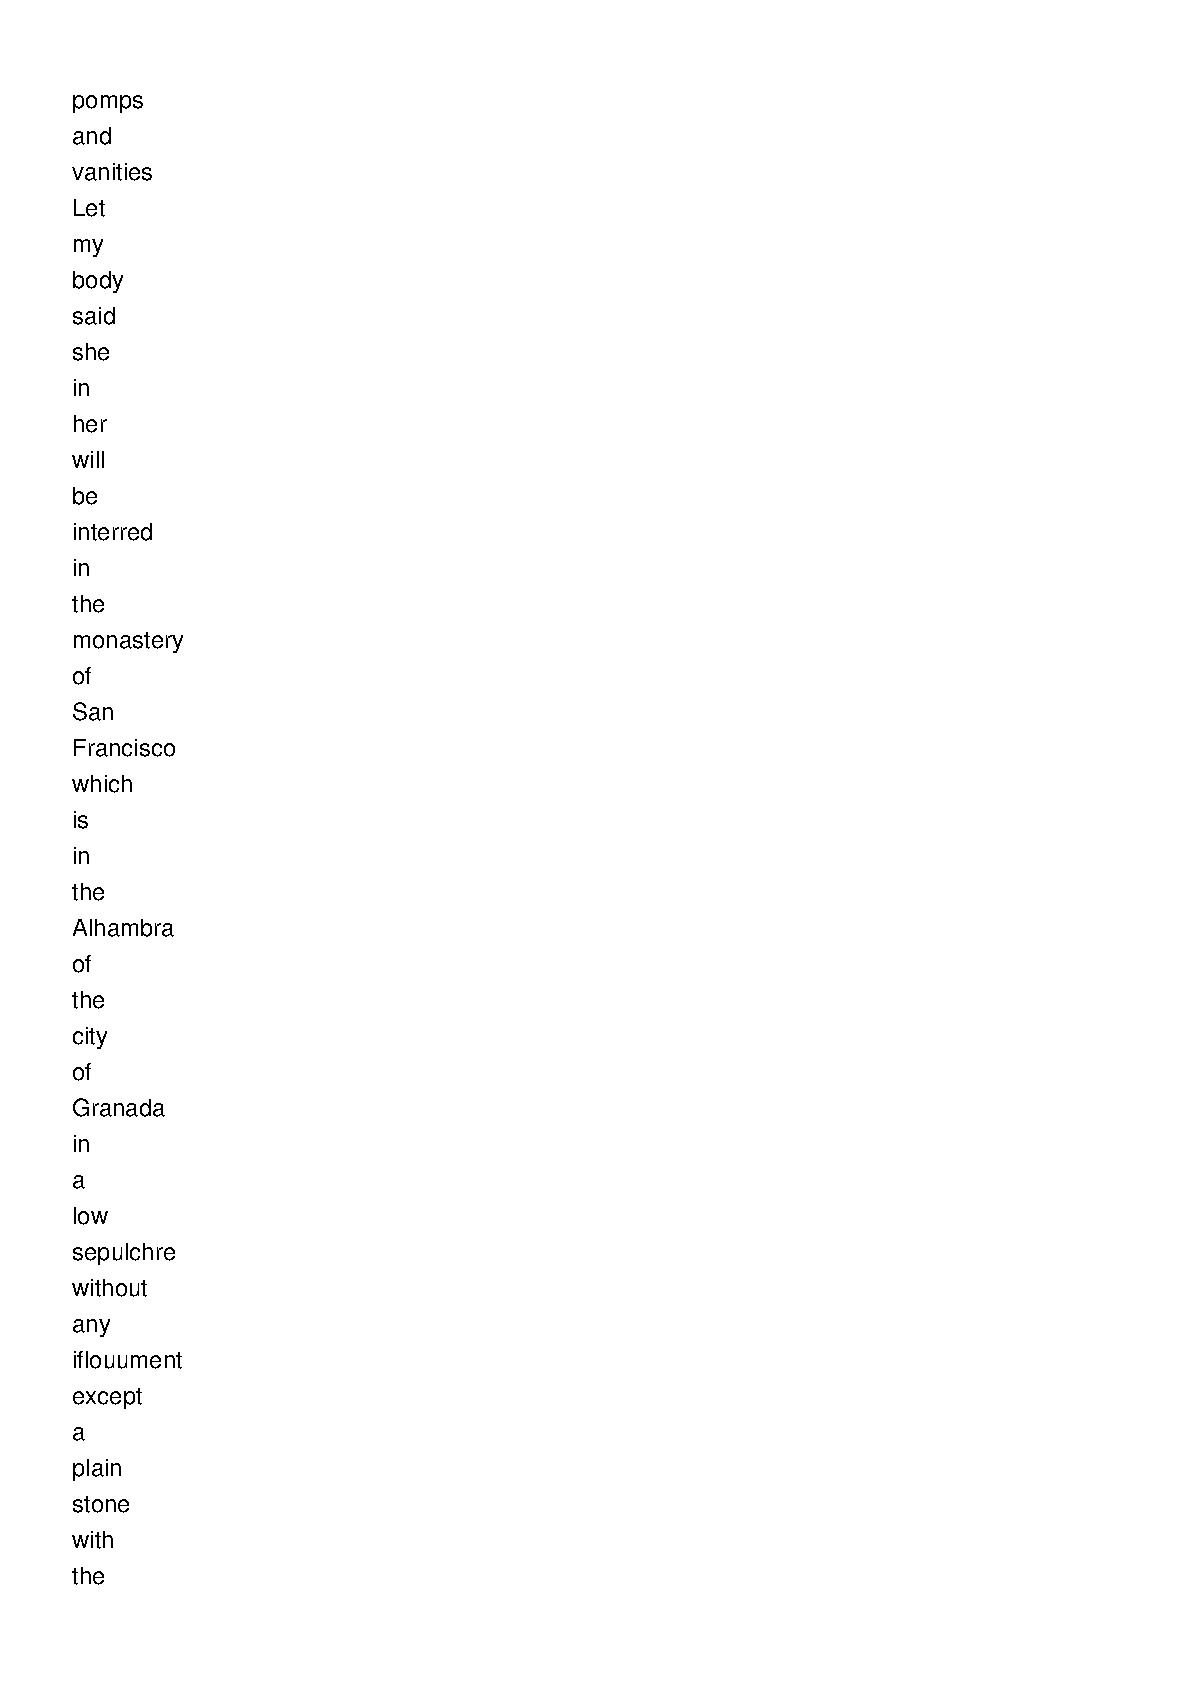 pomps
and
vanities
Let
my
body
said
she
in
her
will
be
interred
in
the
monastery
of
San
Francisco
which
is
in
the
Alhambra
of
the
city
of
Granada
in
a
low
sepulchre
without
any
iflouument
except
a
plain
stone
with
the